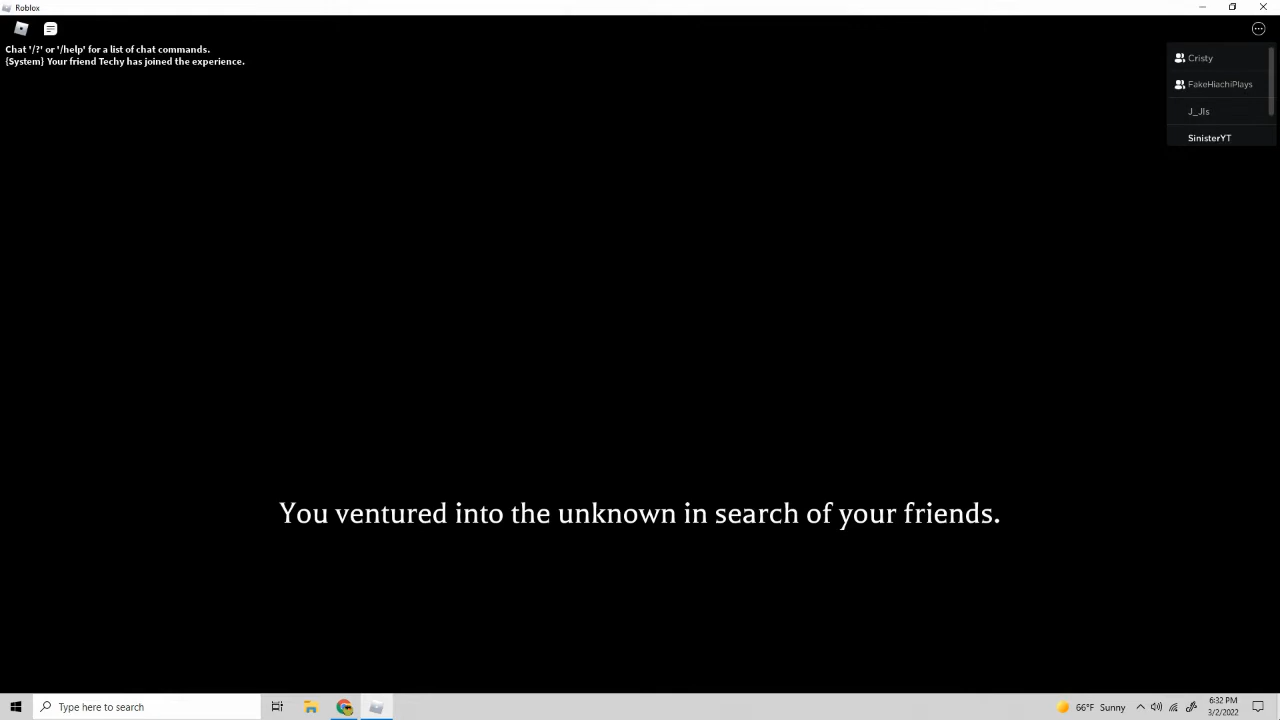 Roblox
Chat '/?' or '/help' for a list of chat commands.
{System} Your friend Techy has joined the experience.
Cristy
FakeHiachiPlays
J_JIs
SinisterYT
You ventured into the unknown in search of your friends.
Type here to search
66°F Sunny
6:32 PM
3/2/2022